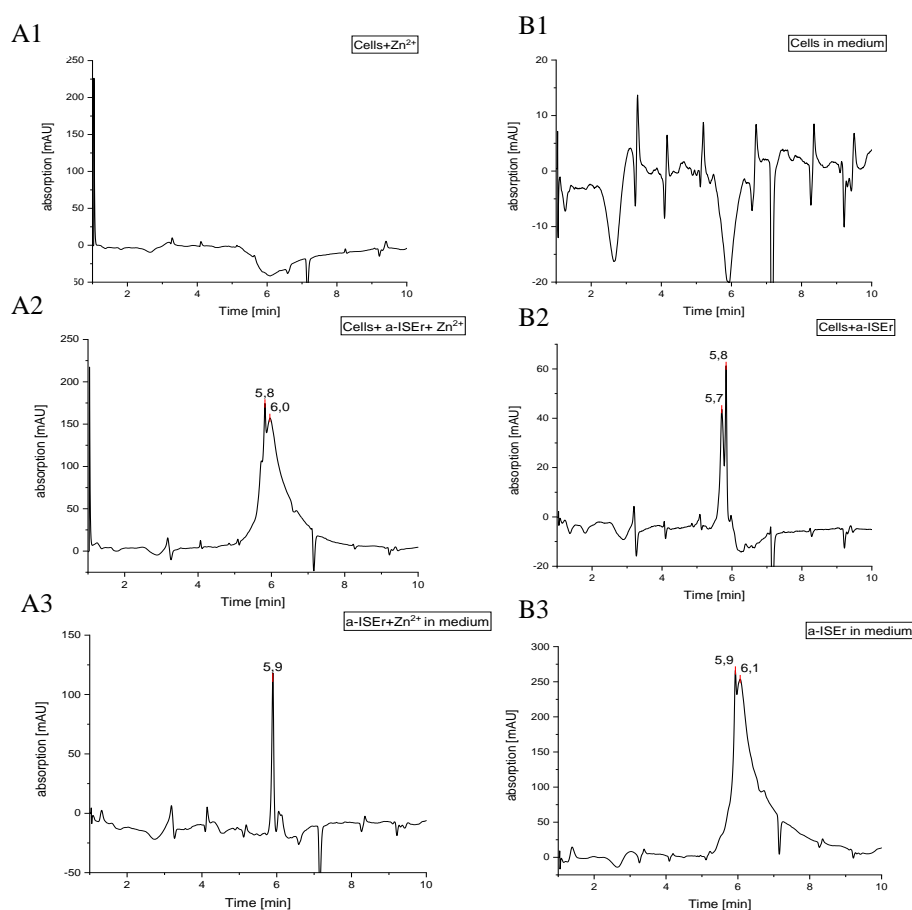 A1
Cells+Zn²⁺
250
200
150
100
50
0
50
absorption [mAU]
2 4 6 8 10
Time [min]
B1
Cells in medium
20
10
0
-10
-20
absorption [mAU]
2 4 6 8 10
Time [min]
A2
Cells+ a-ISEr+ Zn²⁺
250
200
150
100
50
0
absorption [mAU]
5,8
6,0
2 4 6 8 10
Time [min]
B2
Cells+a-ISEr
60
40
20
0
-20
absorption [mAU]
5,8
5,7
2 4 6 8 10
Time [min]
A3
a-ISEr+Zn²⁺ in medium
150
100
50
0
-50
absorption [mAU]
5,9
2 4 6 8 10
Time [min]
B3
a-ISEr in medium
300
250
200
150
100
50
0
absorption [mAU]
5,9 6,1
2 4 6 8 10
Time [min]